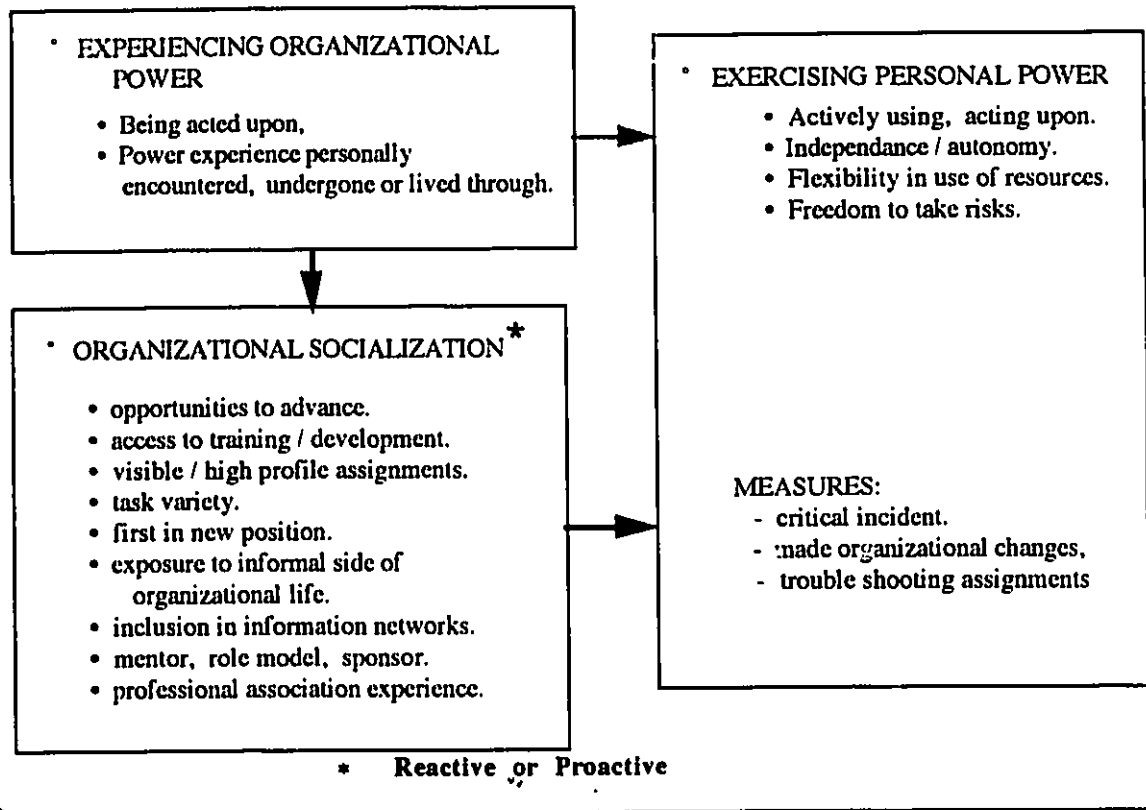 ° EXPERIENCING ORGANIZATIONAL
POWER
• Being acted upon,
• Power experience personally
encountered, undergone or lived through.
° ORGANIZATIONAL SOCIALIZATION *
• opportunities to advance.
• access to training / development.
• visible / high profile assignments.
• task variety.
• first in new position.
• exposure to informal side of
organizational life.
• inclusion in information networks.
• mentor, role model, sponsor.
• professional association experience.
° EXERCISING PERSONAL POWER
• Actively using, acting upon.
• Independance / autonomy.
• Flexibility in use of resources.
• Freedom to take risks.
MEASURES:
- critical incident.
- made organizational changes,
- trouble shooting assignments
* Reactive or Proactive